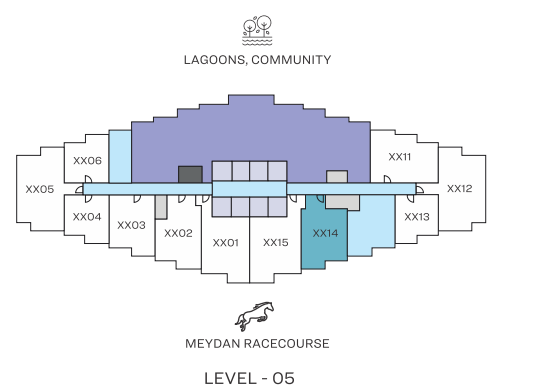 LAGOONS, COMMUNITY
XX06
XX11
XX05
XX12
XX04
XX03
XX02
XX01
XX15
XX14
XX13
MEYDAN RACECOURSE
LEVEL - 05